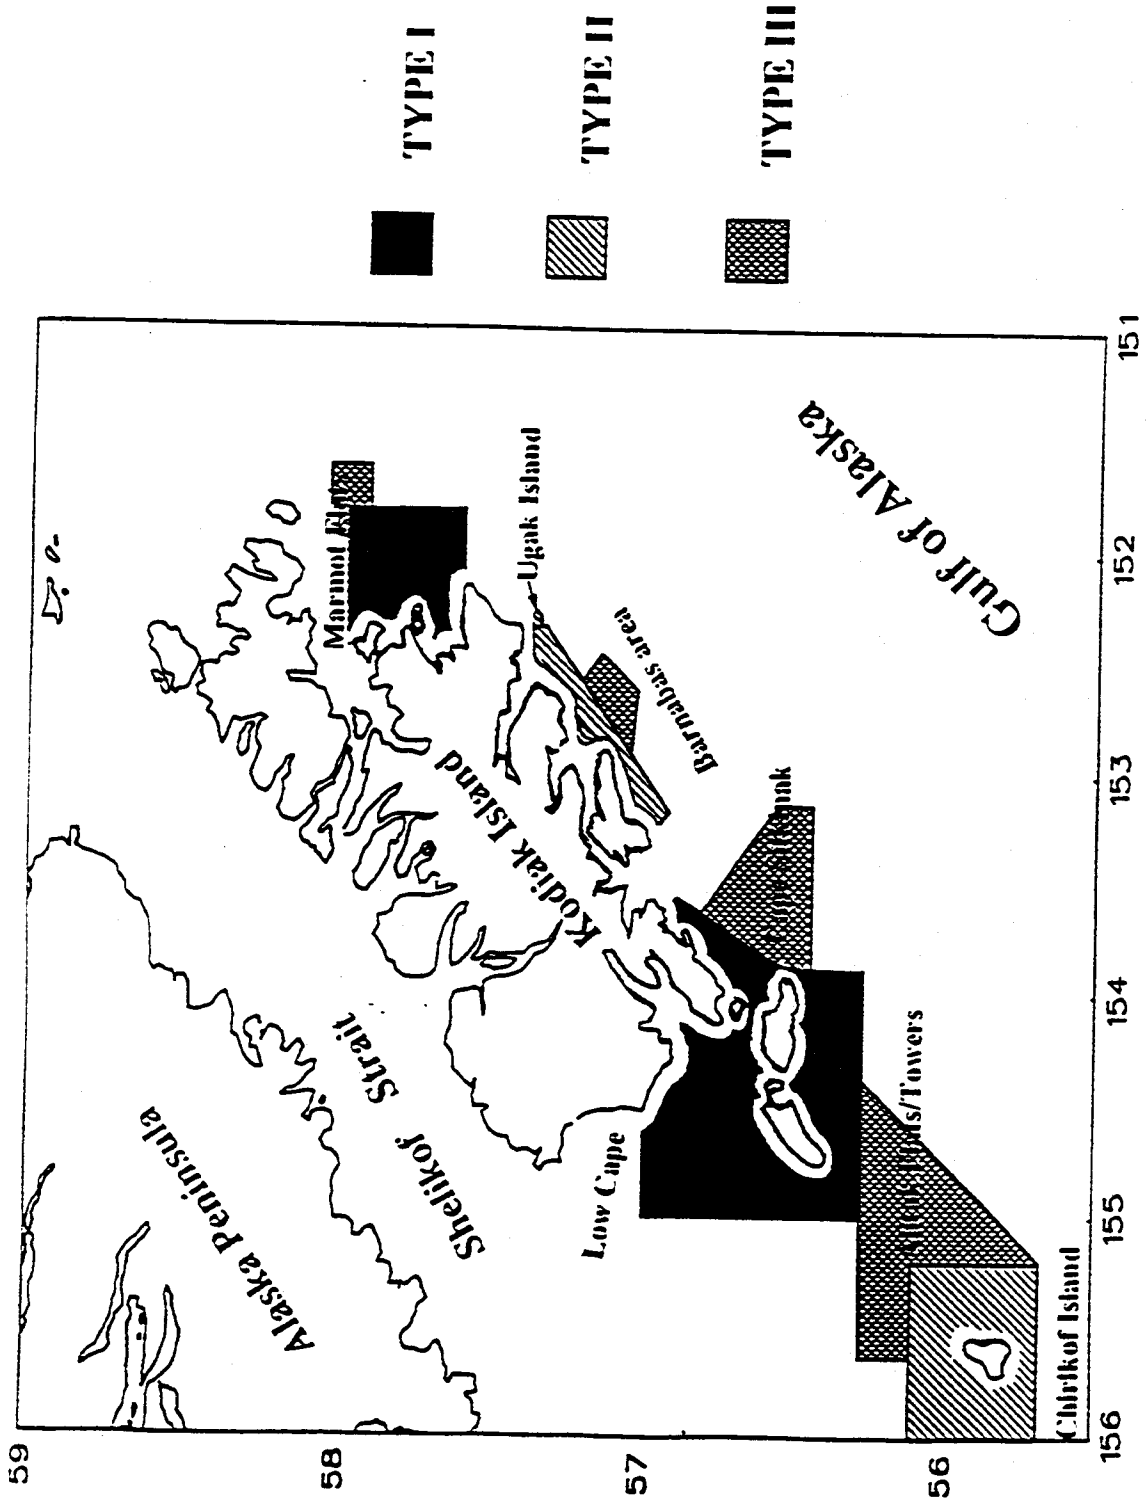 TYPE I
TYPE II
TYPE III
59
58
57
56
156
155
154
153
152
151
Alaska Peninsula
Shelikof
Strait
Kodiak Island
Marmot
Ugak Island
Barnabas area
Low Cape
Chirikof Island
Gulf of Alaska